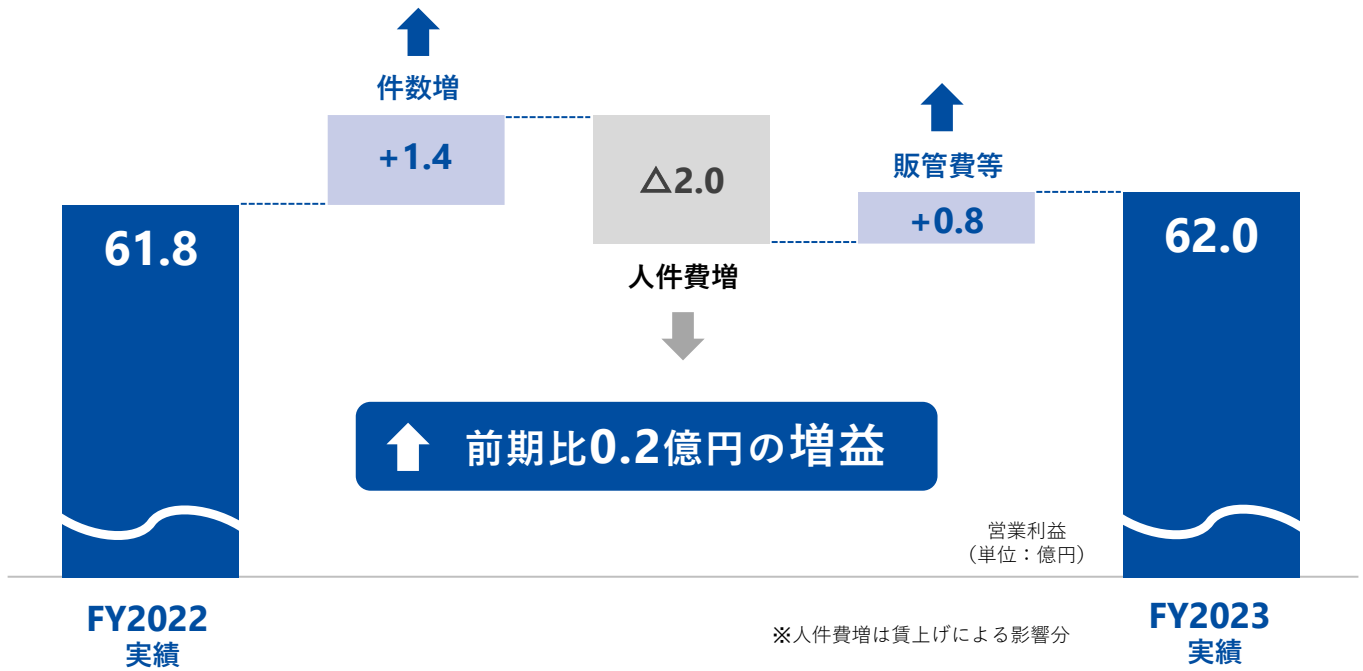 件数増
+1.4
△2.0
人件費増
販管費等
+0.8
61.8
62.0
前期比0.2億円の増益
営業利益
(単位：億円)
FY2022
実績
※人件費増は賃上げによる影響分
FY2023
実績